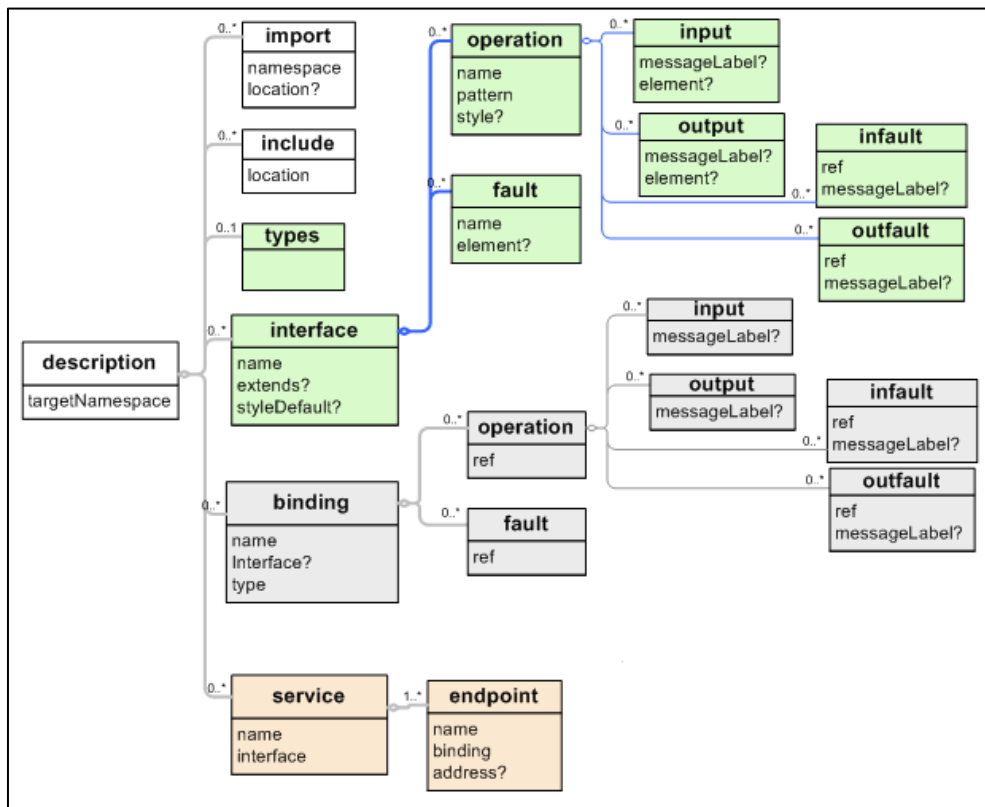 0..*
import
namespace
location?
0..*
include
location
0..1
types
0..*
interface
name
extends?
styleDefault?
description
targetNamespace
0..*
binding
name
Interface?
type
0..*
service
name
interface
1..*
endpoint
name
binding
address?
0..*
operation
name
pattern
style?
0..*
fault
name
element?
0..*
input
messageLabel?
element?
0..*
output
messageLabel?
element?
0..*
infault
ref
messageLabel?
0..*
outfault
ref
messageLabel?
0..*
operation
ref
0..*
fault
ref
0..*
input
messageLabel?
0..*
output
messageLabel?
0..*
infault
ref
messageLabel?
0..*
outfault
ref
messageLabel?